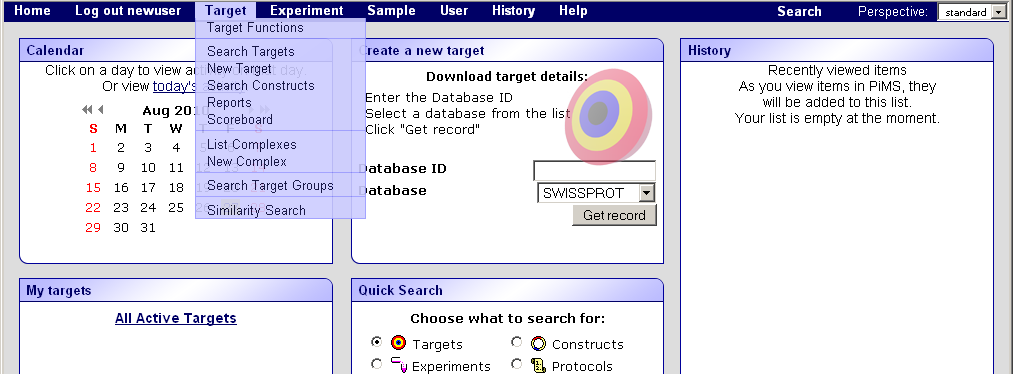 Home Log out newuser Target Experiment Sample User History Help Search Perspective: standard
Target Functions
Search Targets
New Target
Search Constructs
Reports
Scoreboard
List Complexes
New Complex
Search Target Groups
Similarity Search
Calendar
Click on a day to view day
Or view today's
Aug 2010
S M T W S
1 2 3 4
8 9 10 11
15 16 17 18
22 23 24 25
29 30 31
Create a new target
Download target details:
Enter the Database ID
Select a database from the list
Click "Get record"
Database ID
Database SWISSPROT
Get record
History
Recently viewed items
As you view items in PiMS, they
will be added to this list.
Your list is empty at the moment.
My targets
All Active Targets
Quick Search
Choose what to search for:
Targets Constructs
Experiments Protocols